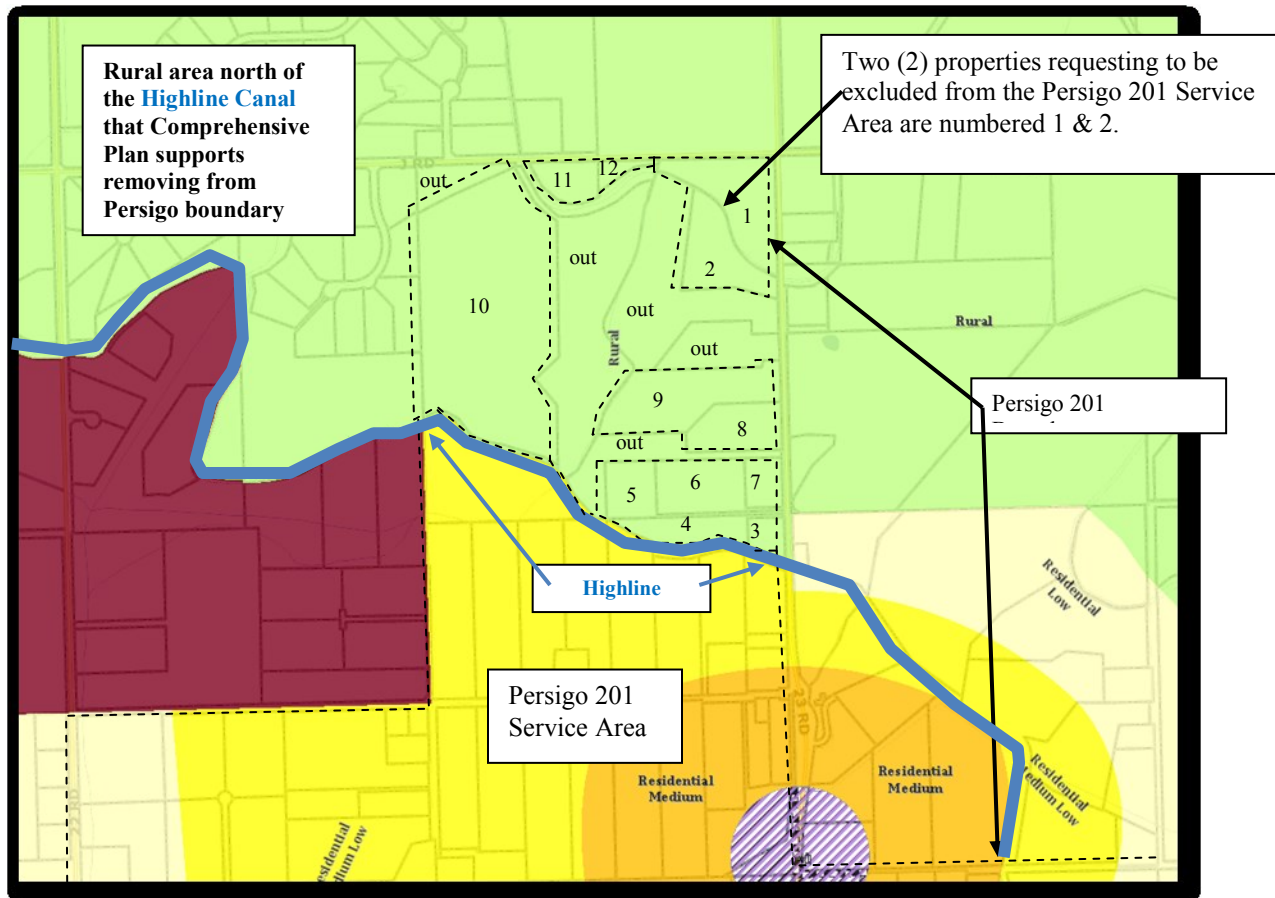 Rural area north of
the Highline Canal
that Comprehensive
Plan supports
removing from
Persigo boundary
Two (2) properties requesting to be
excluded from the Persigo 201 Service
Area are numbered 1 & 2.
RD
out
11
12
1
out
2
10
out
Rural
Rural
out
9
8
out
Persigo 201
5
6
7
4
3
Highline
Residential
Low
Persigo 201
Service Area
23 RD
Residential
Medium
Residential
Medium
Residential
Medium Low
22 RD
Residential
Medium Low